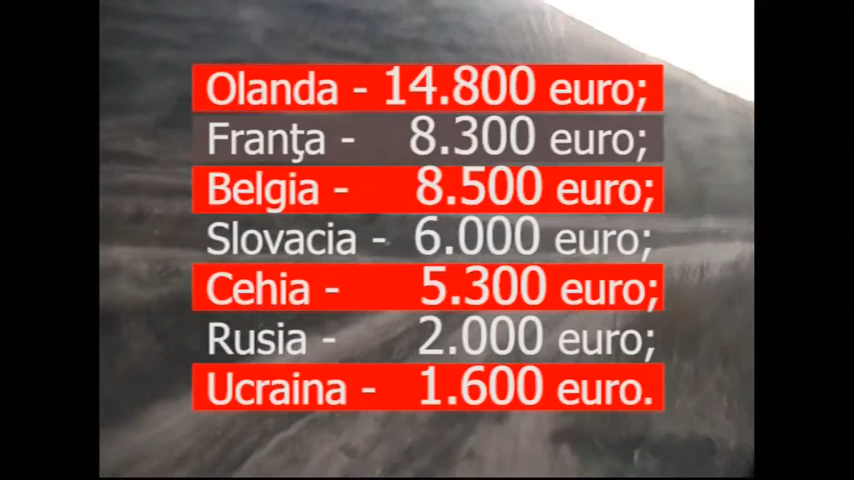 Olanda - 14.800 euro;
Franţa - 8.300 euro;
Belgia - 8.500 euro;
Slovacia - 6.000 euro;
Cehia - 5.300 euro;
Rusia - 2.000 euro;
Ucraina - 1.600 euro.